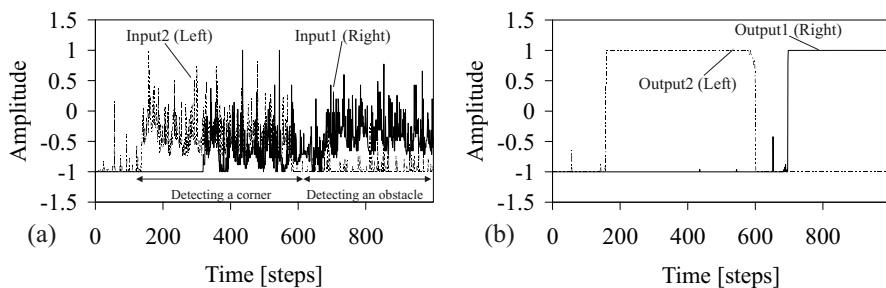 1.5
1
0.5
0
-0.5
-1
-1.5
Amplitude
Input2 (Left)
Input1 (Right)
Detecting a corner
Detecting an obstacle
(a)
0 200 400 600 800
Time [steps]
1.5
1
0.5
0
-0.5
-1
-1.5
Amplitude
Output1 (Right)
Output2 (Left)
(b)
0 200 400 600 800
Time [steps]